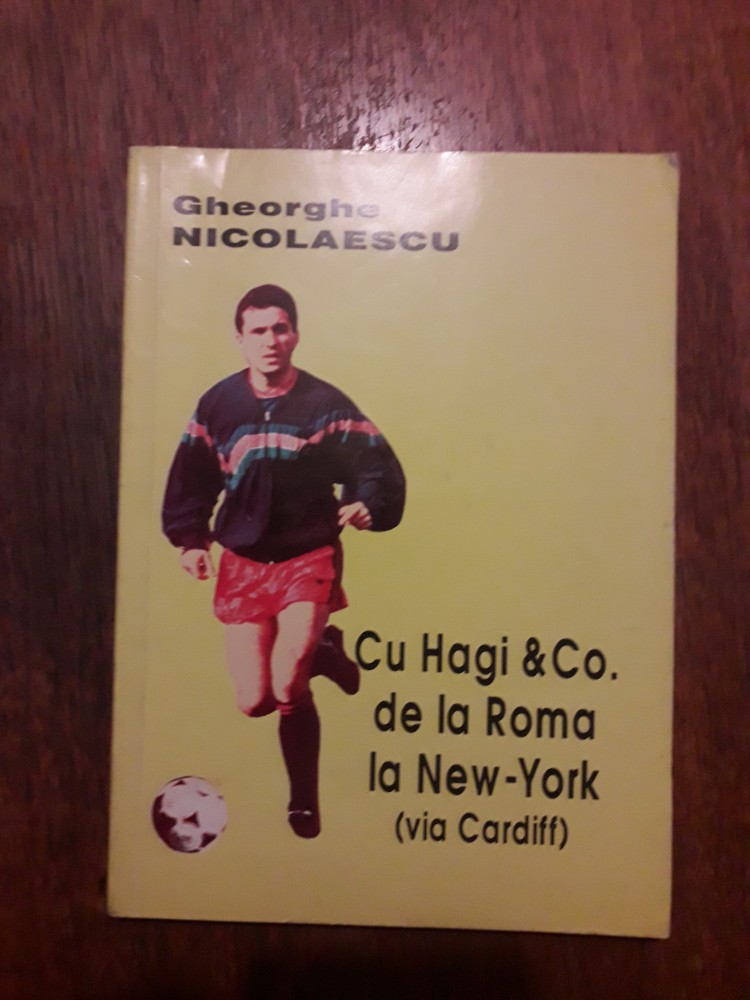 Gheorghe
NICOLAESCU
Cu Hagi & Co.
de la Roma
la New-York
(via Cardiff)